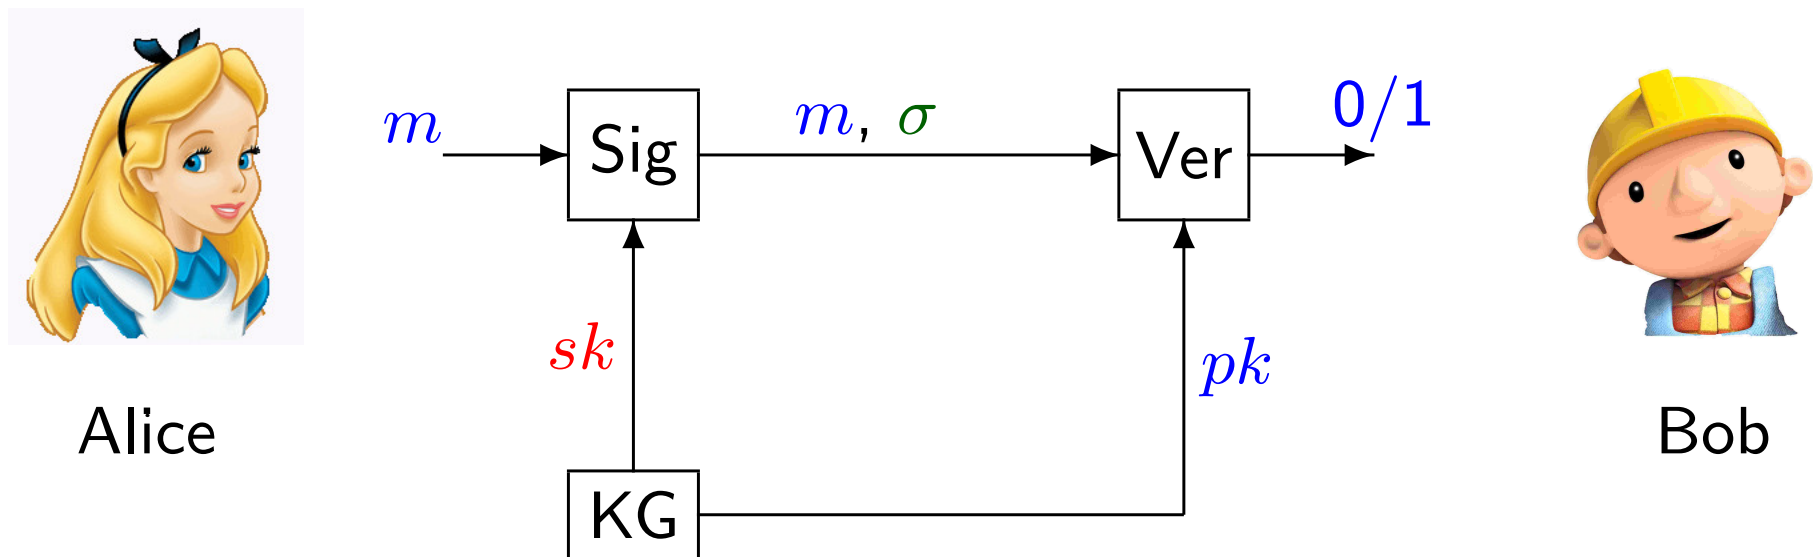 m
Sig
m, σ
Ver
0/1
sk
pk
Alice
Bob
KG